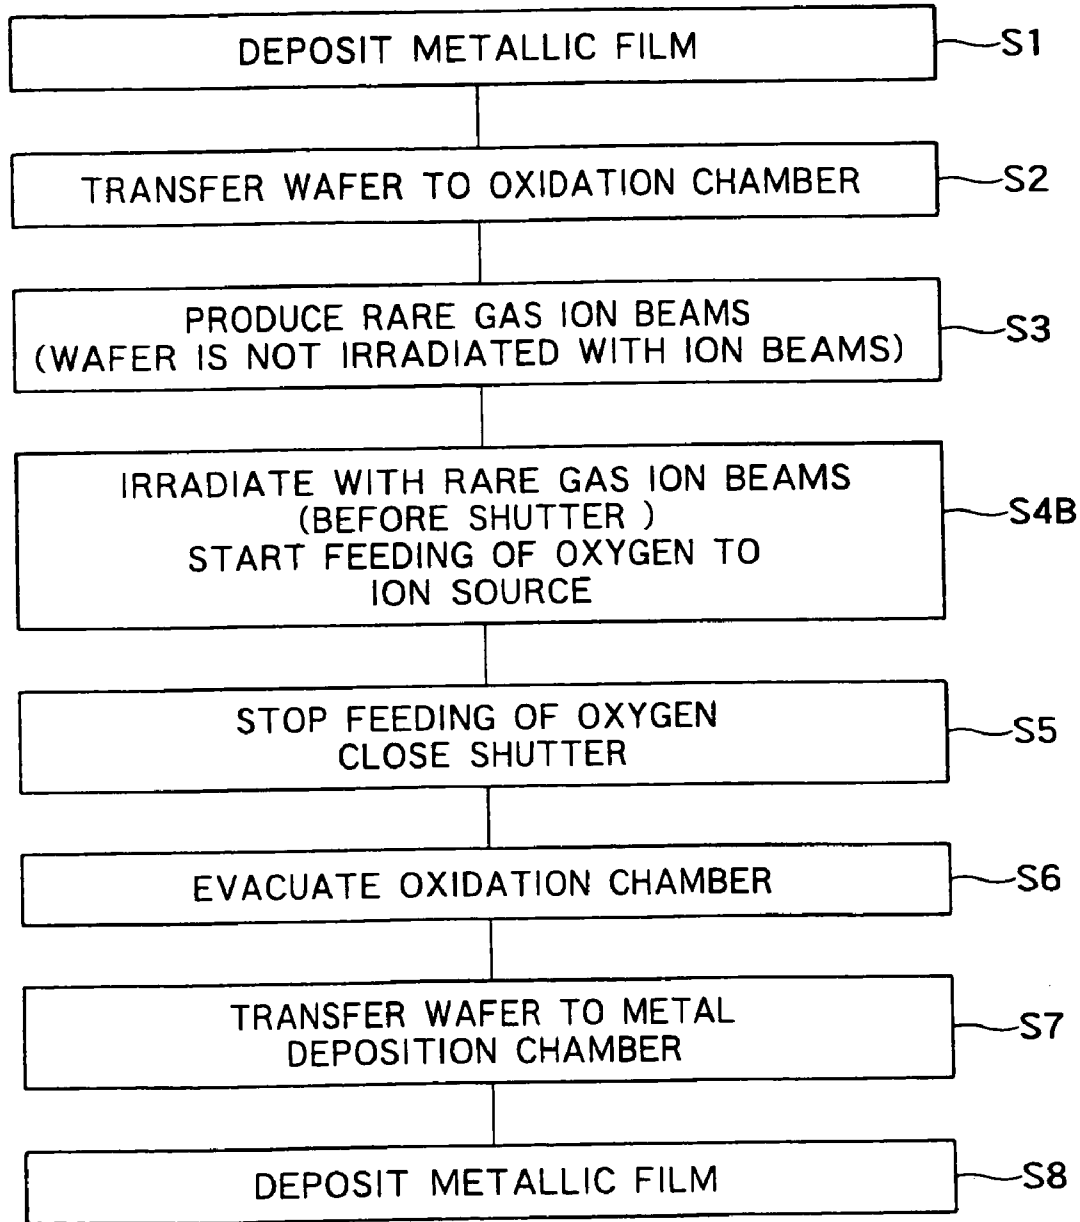 DEPOSIT METALLIC FILM
S1
TRANSFER WAFER TO OXIDATION CHAMBER
S2
PRODUCE RARE GAS ION BEAMS
(WAFER IS NOT IRRADIATED WITH ION BEAMS)
S3
IRRADIATE WITH RARE GAS ION BEAMS
(BEFORE SHUTTER )
START FEEDING OF OXYGEN TO
ION SOURCE
S4B
STOP FEEDING OF OXYGEN
CLOSE SHUTTER
S5
EVACUATE OXIDATION CHAMBER
S6
TRANSFER WAFER TO METAL
DEPOSITION CHAMBER
S7
DEPOSIT METALLIC FILM
S8